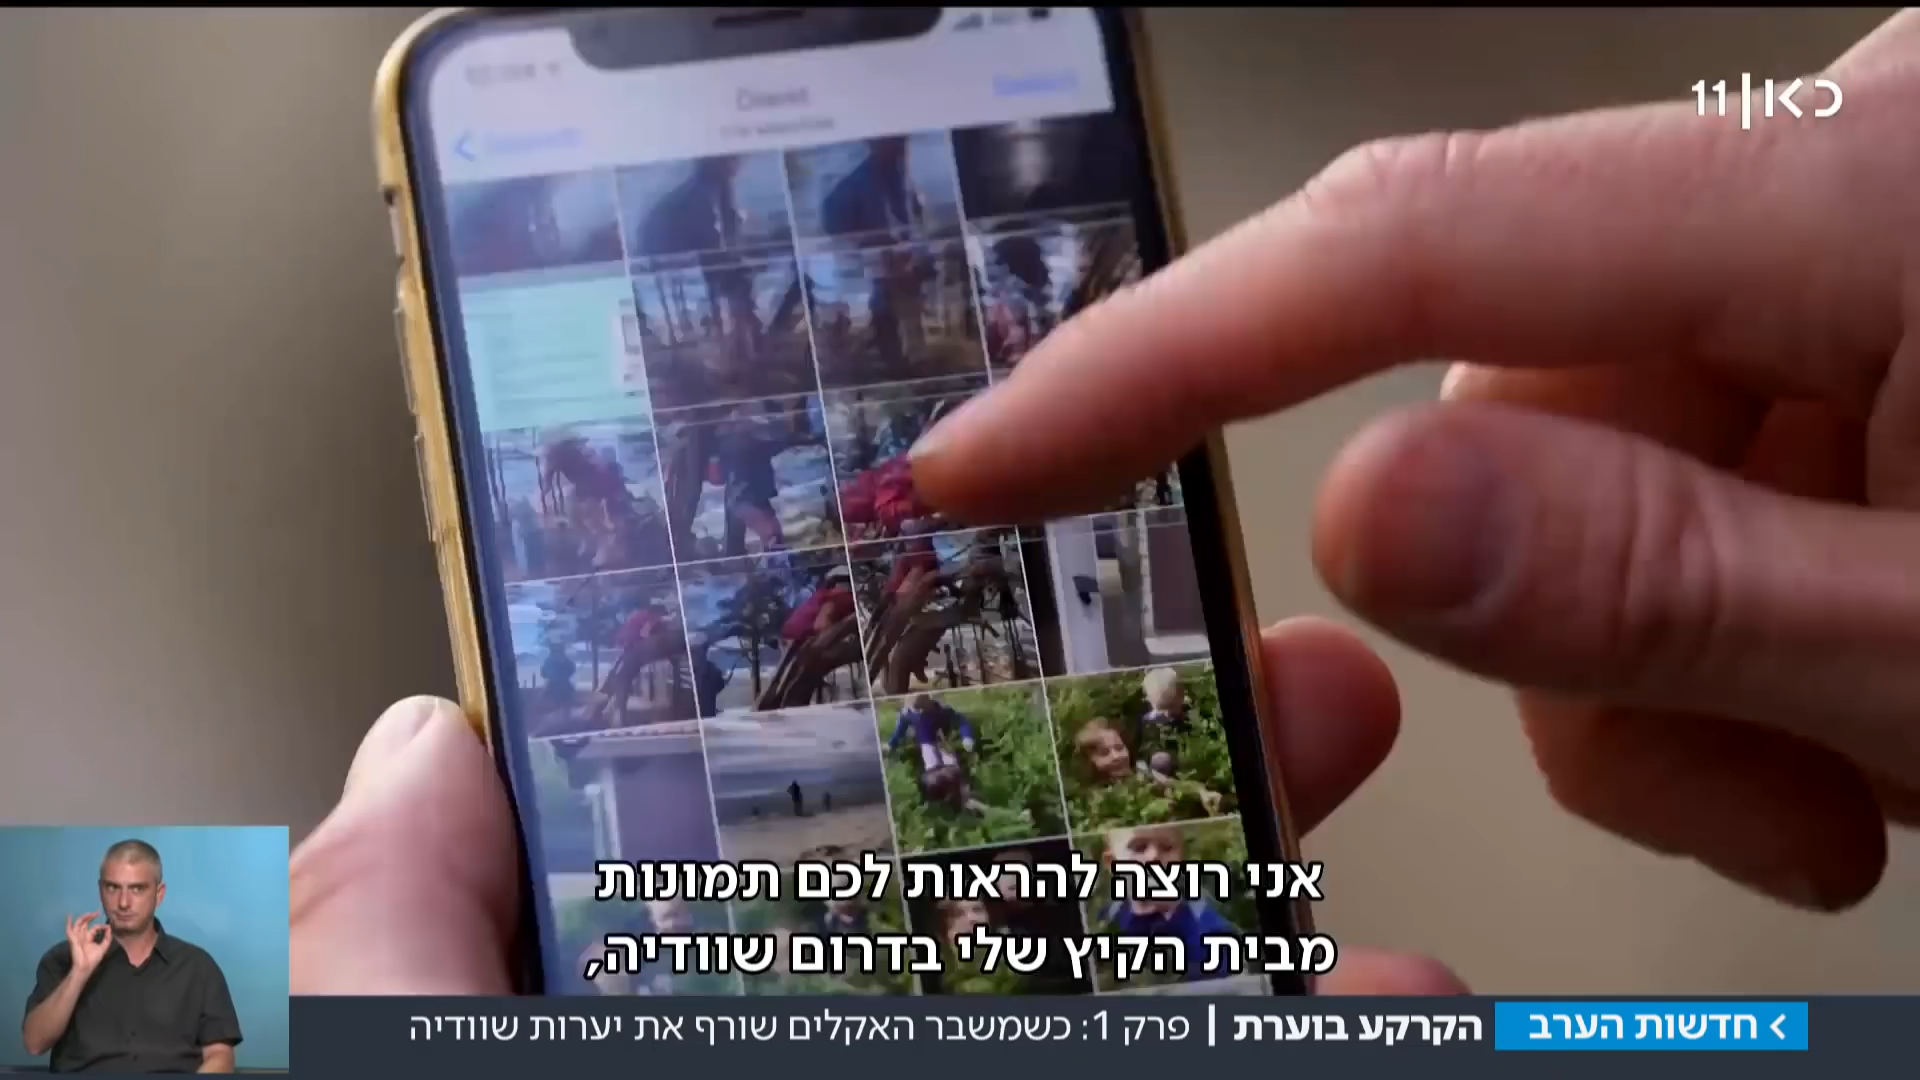 כאן 11
אני רוצה להראות לכם תמונות
מבית הקיץ שלי בדרום שוודיה,
חדשות הערב
הקרקע בוערת | פרק 1: כשמשבר האקלים שורף את יערות שוודיה